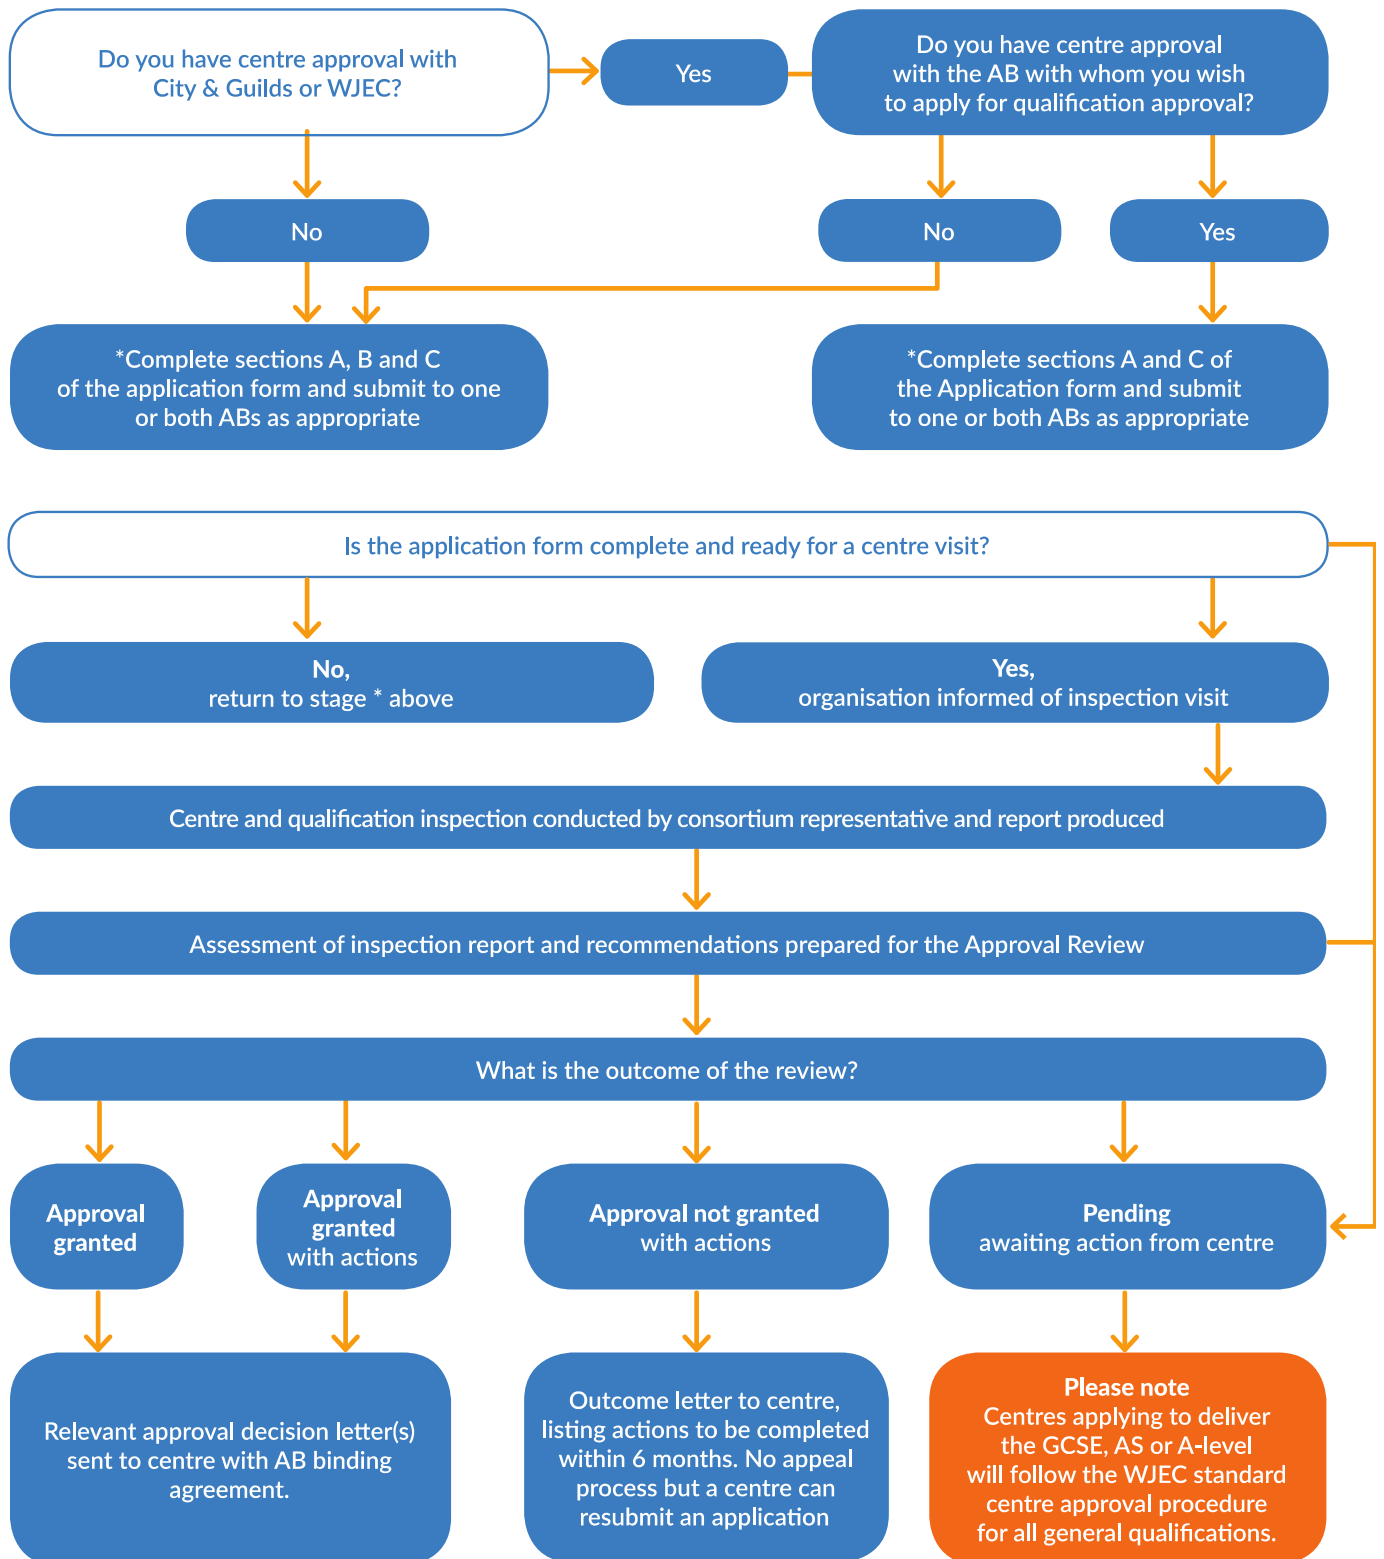 Do you have centre approval with
City & Guilds or WJEC?
Yes
Do you have centre approval
with the AB with whom you wish
to apply for qualification approval?
No
No
Yes
*Complete sections A, B and C
of the application form and submit to one
or both ABs as appropriate
*Complete sections A and C of
the Application form and submit
to one or both ABs as appropriate
Is the application form complete and ready for a centre visit?
No,
return to stage * above
Yes,
organisation informed of inspection visit
Centre and qualification inspection conducted by consortium representative and report produced
Assessment of inspection report and recommendations prepared for the Approval Review
What is the outcome of the review?
Approval
granted
Approval
granted
with actions
Approval not granted
with actions
Pending
awaiting action from centre
Relevant approval decision letter(s)
sent to centre with AB binding
agreement.
Outcome letter to centre,
listing actions to be completed
within 6 months. No appeal
process but a centre can
resubmit an application
Please note
Centres applying to deliver
the GCSE, AS or A-level
will follow the WJEC standard
centre approval procedure
for all general qualifications.